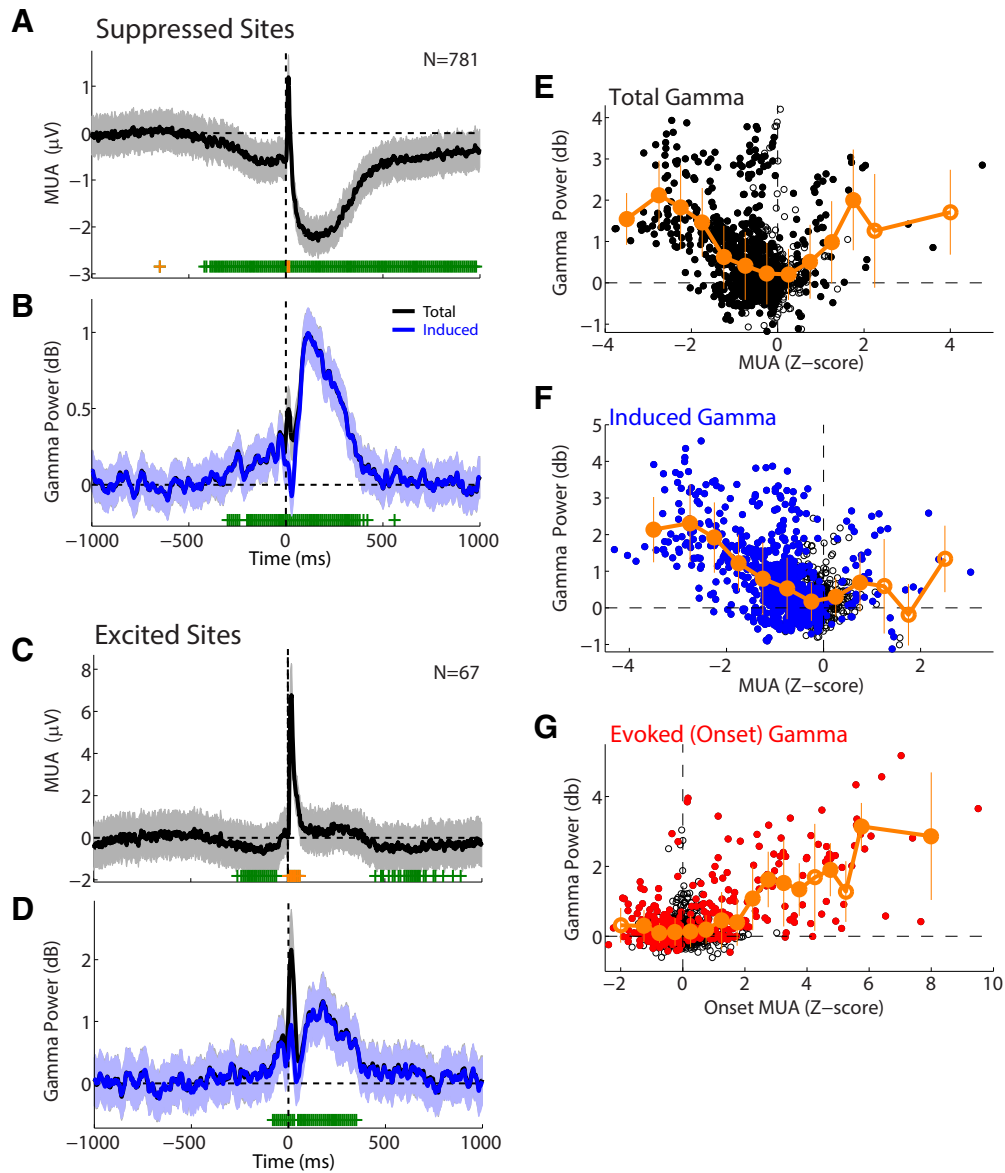 A
Suppressed Sites
N=781
MUA (μV)
1
0
−1
−2
−3
B
Total
Induced
Gamma Power (dB)
1
0.5
0
−1000
−500
0
500
1000
Time (ms)
Excited Sites
C
N=67
MUA (μV)
8
6
4
2
0
−2
D
Gamma Power (dB)
2
1
0
−1000
−500
0
500
1000
Time (ms)
E
Total Gamma
Gamma Power (db)
4
3
2
1
0
−1
−4
−2
0
2
4
MUA (Z−score)
F
Induced Gamma
Gamma Power (db)
5
4
3
2
1
0
−1
−4
−2
0
2
MUA (Z−score)
G
Evoked (Onset) Gamma
Gamma Power (db)
4
2
0
−2
0
2
4
6
8
10
Onset MUA (Z−score)